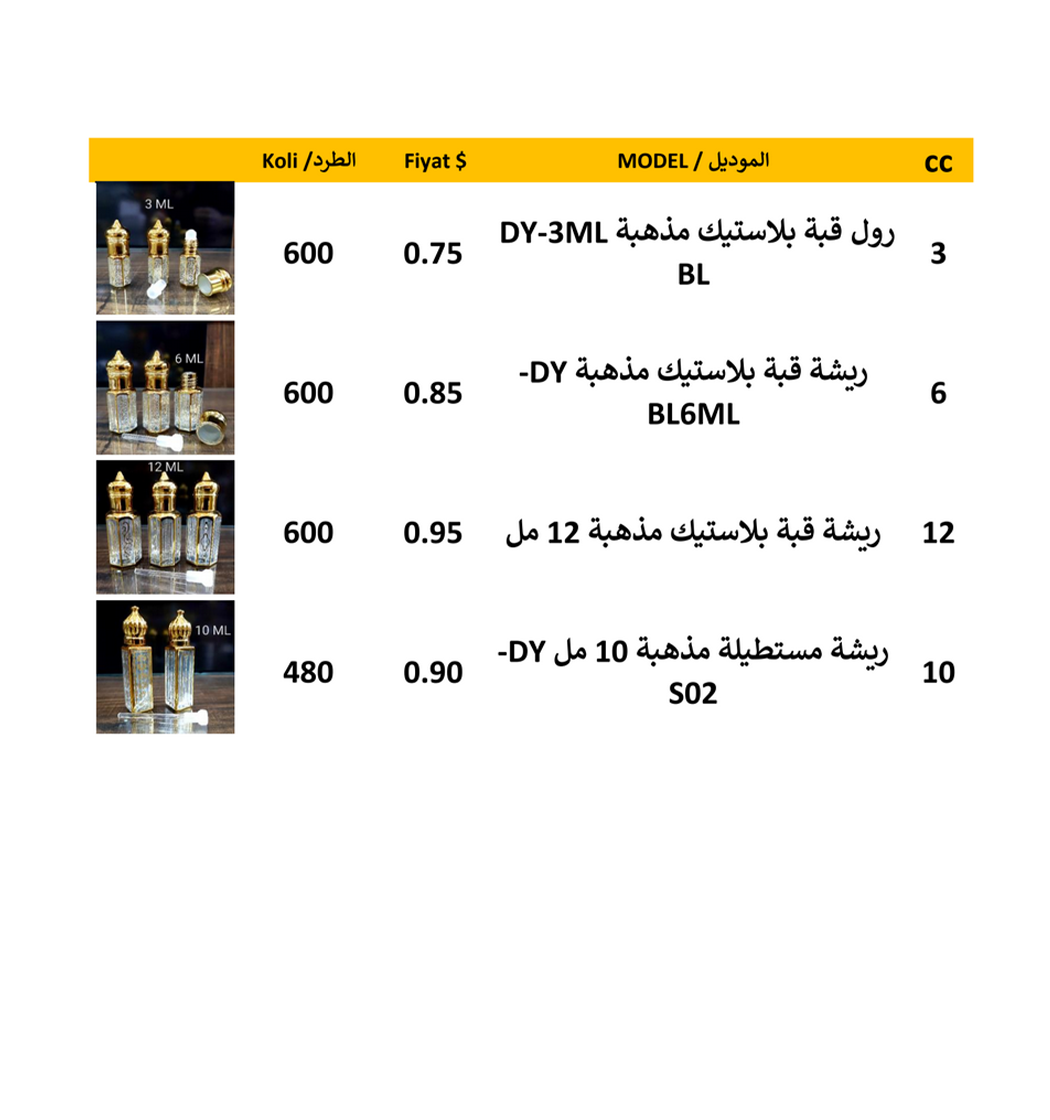 cc الموديل / MODEL Fiyat $ الطرد/ Koli
3 رول قبة بلاستيك مذهبة DY-3ML 0.75 600 3 ML
BL
6 ريشة قبة بلاستيك مذهبة DY- 0.85 600 6 ML
BL6ML
12 ريشة قبة بلاستيك مذهبة 12 مل 0.95 600 12 ML
10 ريشة مستطيلة مذهبة 10 مل DY- 0.90 480 10 ML
S02